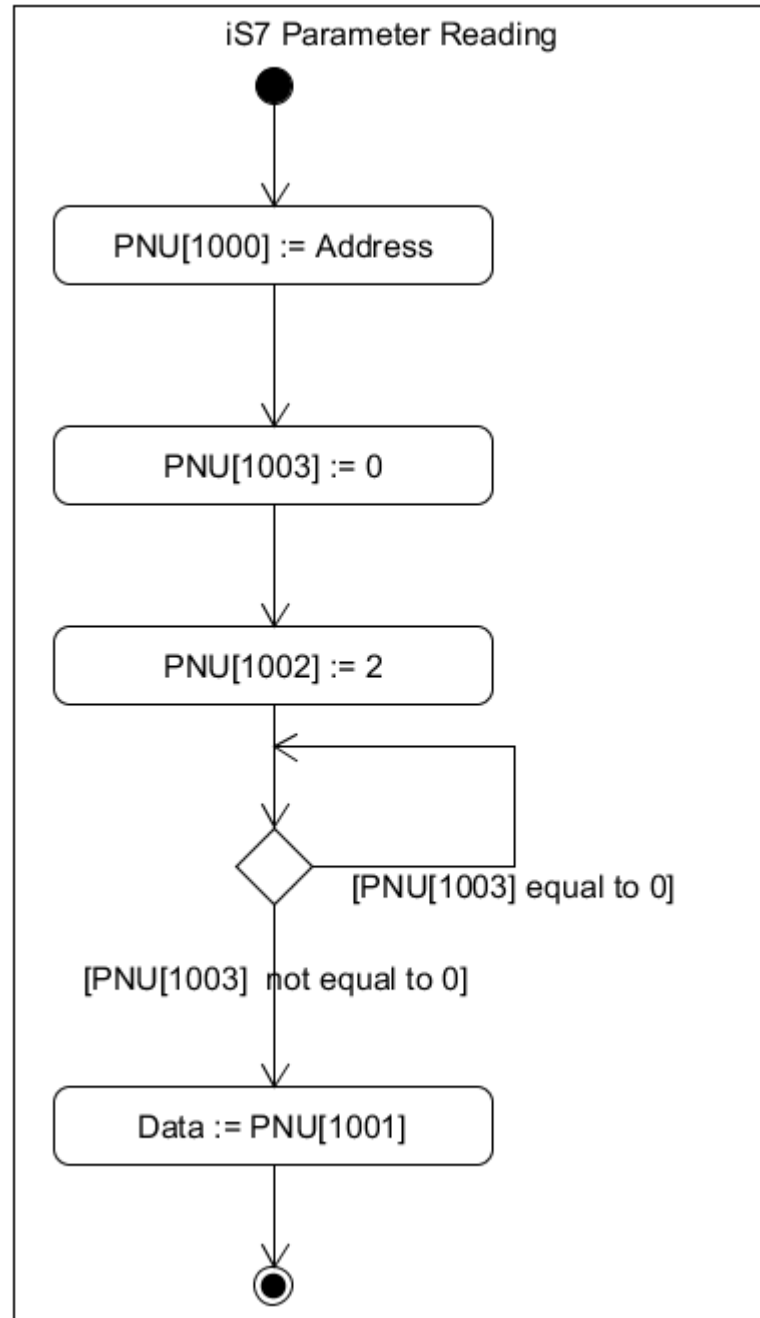 iS7 Parameter Reading
PNU[1000] := Address
PNU[1003] := 0
PNU[1002] := 2
[PNU[1003] equal to 0]
[PNU[1003]  not equal to 0]
Data := PNU[1001]